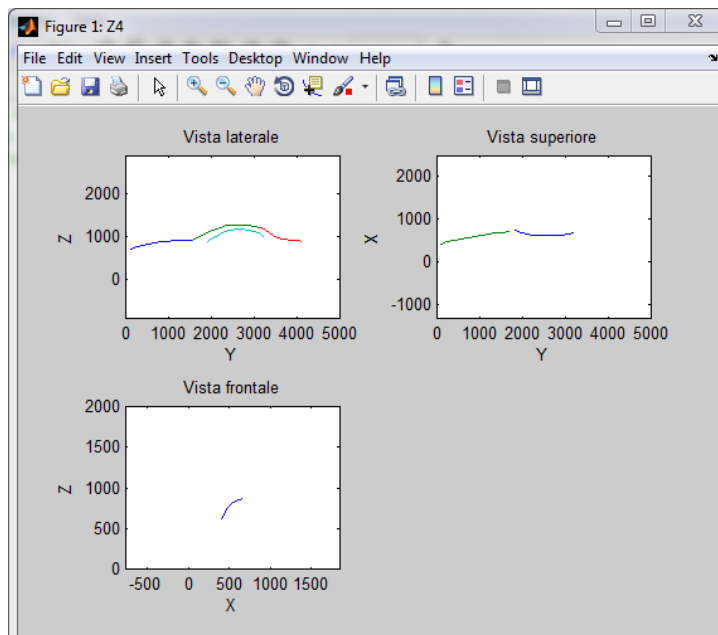 Figure 1: Z4
File Edit View Insert Tools Desktop Window Help
Vista laterale
Z
2000
1000
0
0 1000 2000 3000 4000 5000
Y
Vista superiore
X
2000
1000
0
-1000
0 1000 2000 3000 4000 5000
Y
Vista frontale
Z
2000
1500
1000
500
0
-500 0 500 1000 1500
X